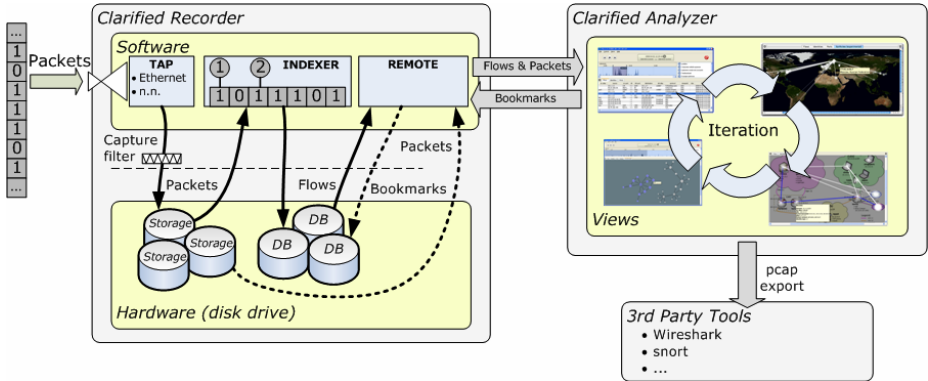 Clarified Recorder
Clarified Analyzer
...
1
0
1
1
1
0
1
...
Packets
Software
TAP
• Ethernet
• n.n.
1 2 INDEXER
1 0 1 1 1 0 1
REMOTE
Flows & Packets
Bookmarks
Iteration
Views
Capture
filter
Packets
Flows
Bookmarks
Packets
Storage
Storage
Storage
DB
DB
DB
Hardware (disk drive)
pcap
export
3rd Party Tools
• Wireshark
• snort
• ...